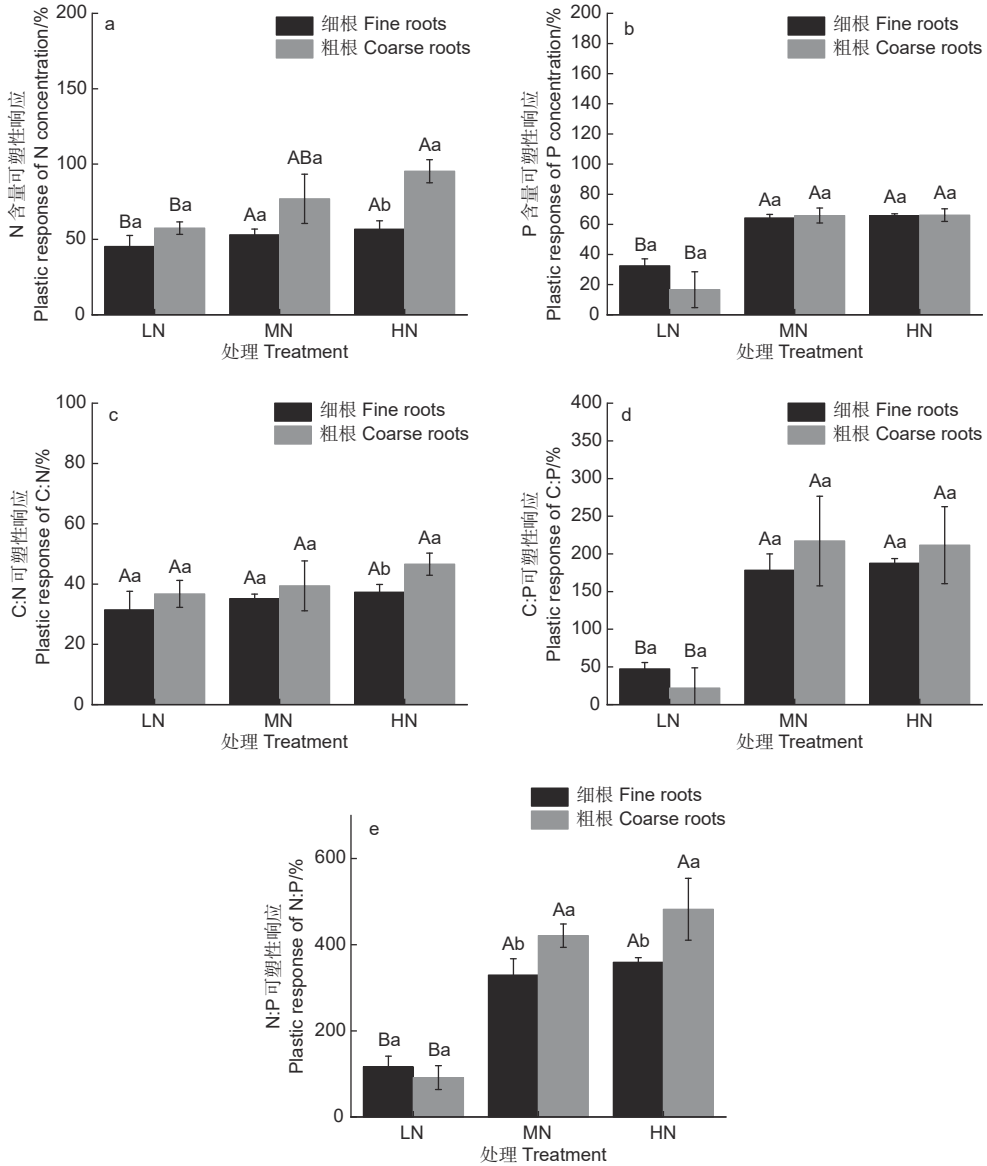 a
细根 Fine roots
粗根 Coarse roots
N 含量可塑性响应
Plastic response of N concentration/%
200
150
100
50
0
Ba
Ba
Aa
ABa
Ab
Aa
LN
MN
HN
处理 Treatment
b
细根 Fine roots
粗根 Coarse roots
P 含量可塑性响应
Plastic response of P concentration/%
200
180
160
140
120
100
80
60
40
20
0
Ba
Ba
Aa
Aa
Aa
Aa
LN
MN
HN
处理 Treatment
c
细根 Fine roots
粗根 Coarse roots
C:N 可塑性响应
Plastic response of C:N/%
100
80
60
40
20
0
Aa
Aa
Aa
Aa
Ab
Aa
LN
MN
HN
处理 Treatment
d
细根 Fine roots
粗根 Coarse roots
C:P可塑性响应
Plastic response of C:P/%
400
350
300
250
200
150
100
50
0
Ba
Ba
Aa
Aa
Aa
Aa
LN
MN
HN
处理 Treatment
e
细根 Fine roots
粗根 Coarse roots
N:P 可塑性响应
Plastic response of N:P/%
600
400
200
0
Ba
Ba
Ab
Aa
Ab
Aa
LN
MN
HN
处理 Treatment